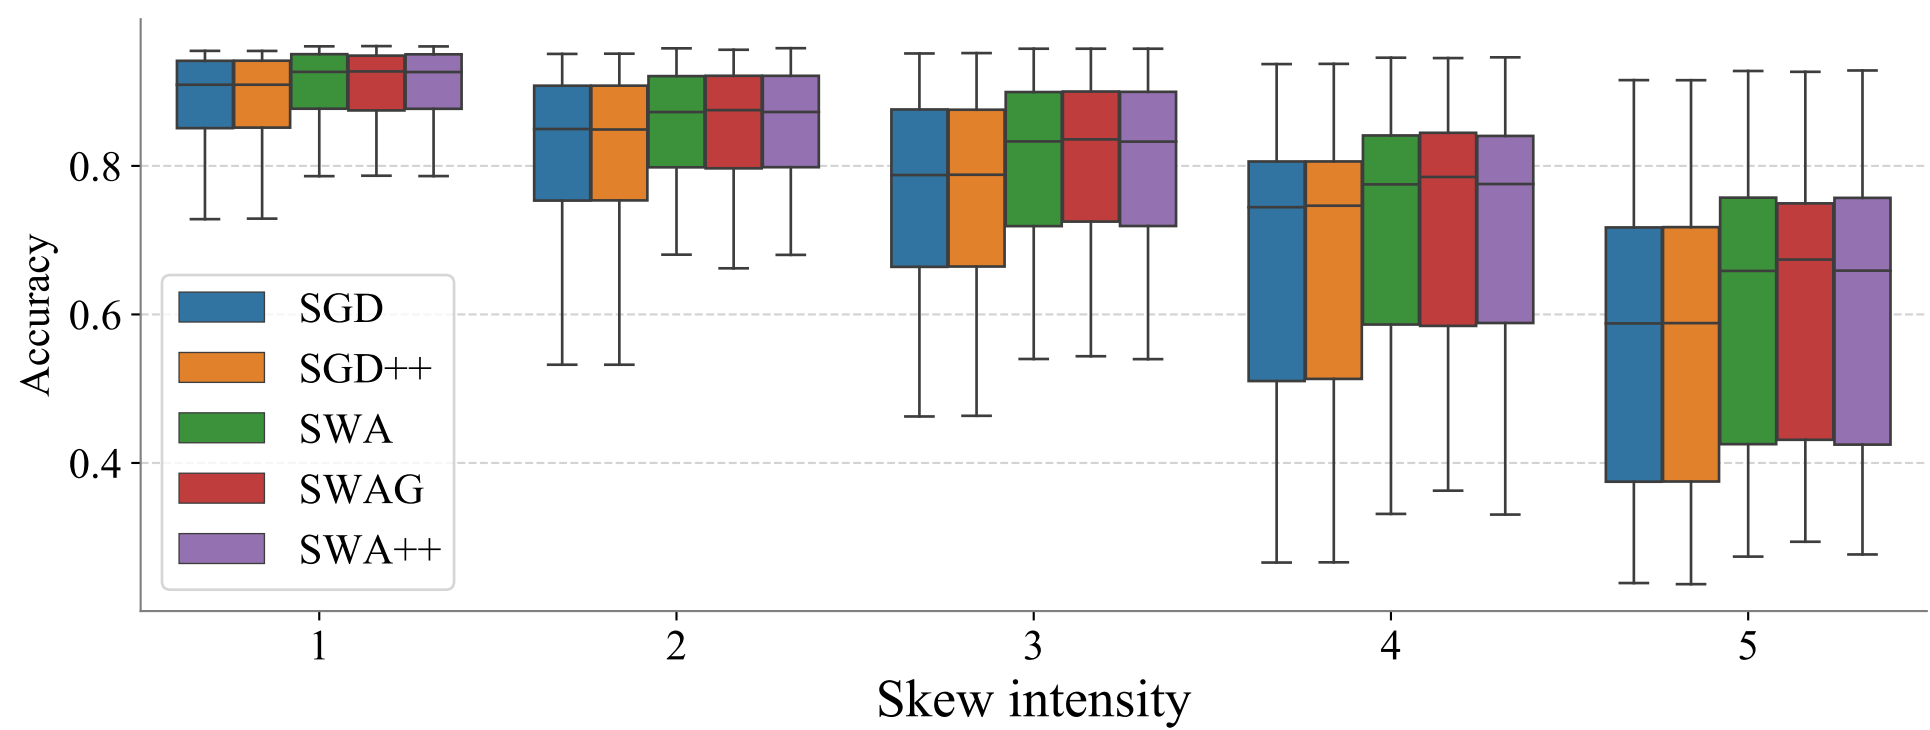 Accuracy
0.8
0.6
0.4
SGD
SGD++
SWA
SWAG
SWA++
1 2 3 4 5
Skew intensity